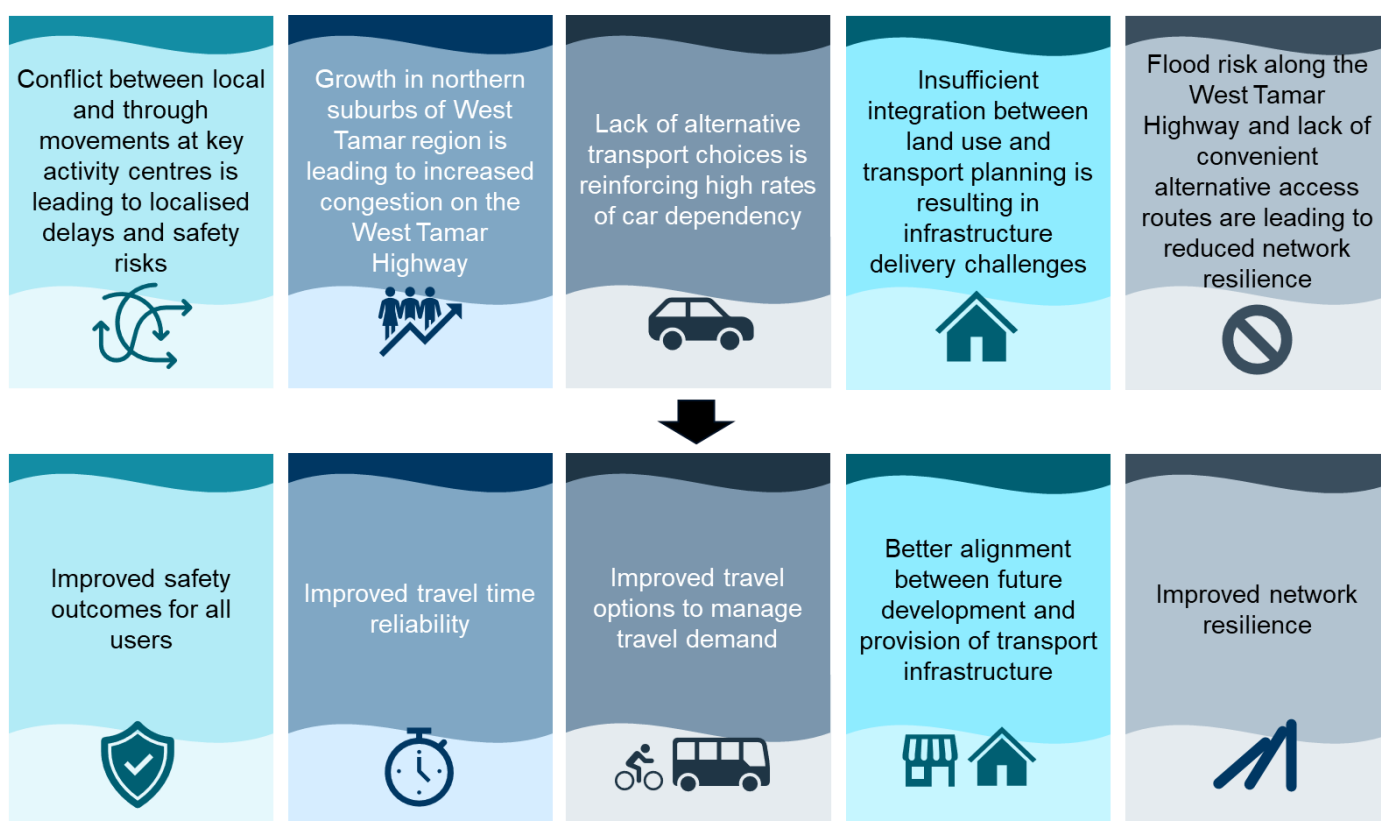 Conflict between local
and through
movements at key
activity centres is
leading to localised
delays and safety
risks
Growth in northern
suburbs of West
Tamar region is
leading to increased
congestion on the
West Tamar
Highway
Lack of alternative
transport choices is
reinforcing high rates
of car dependency
Insufficient
integration between
land use and
transport planning is
resulting in
infrastructure
delivery challenges
Flood risk along the
West Tamar
Highway and lack of
convenient
alternative access
routes are leading to
reduced network
resilience
Improved safety
outcomes for all
users
Improved travel time
reliability
Improved travel
options to manage
travel demand
Better alignment
between future
development and
provision of transport
infrastructure
Improved network
resilience